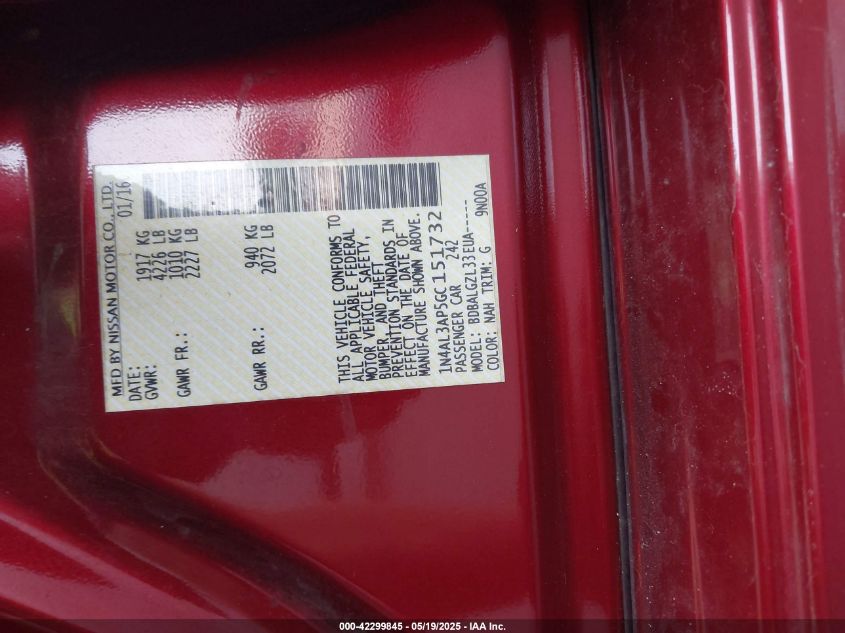 MFD BY NISSAN MOTOR CO., LTD.
DATE: 01/16
GVWR: 1917 KG
4226 LB
GAWR FR.: 1010 KG
2227 LB
GAWR RR.: 940 KG
2072 LB
THIS VEHICLE CONFORMS TO
ALL APPLICABLE FEDERAL
MOTOR VEHICLE SAFETY,
BUMPER AND THEFT
PREVENTION STANDARDS IN
EFFECT ON THE DATE OF
MANUFACTURE SHOWN ABOVE.
1N4AL3AP5GC151732
PASSENGER CAR 242
MODEL: BDBALGZL33EUA-----
COLOR: NAH TRIM: G 9N00A
000-42299845 - 05/19/2025 - IAA Inc.